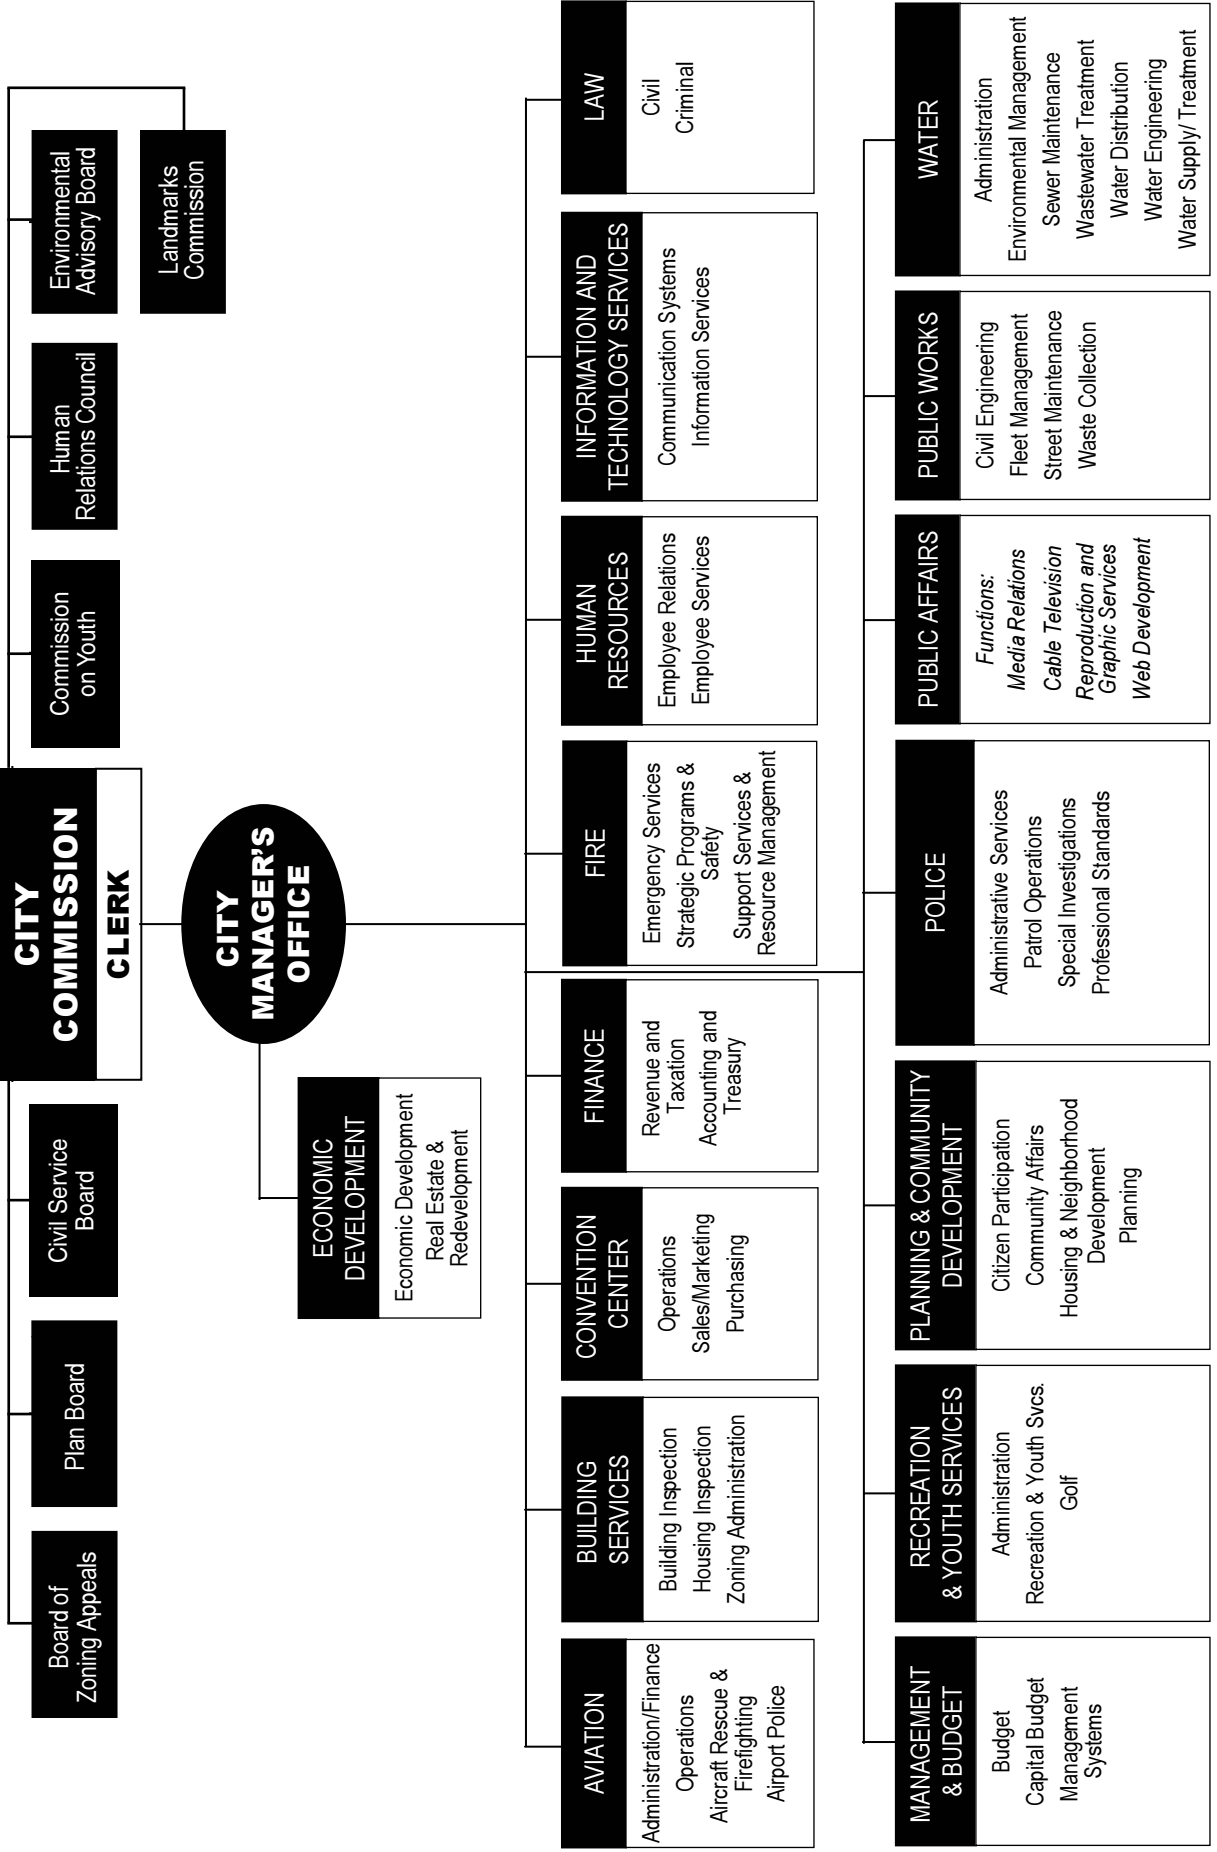 CITY
COMMISSION
CLERK
Board of
Zoning Appeals
Plan Board
Civil Service
Board
Commission
on Youth
Human
Relations Council
Environmental
Advisory Board
Landmarks
Commission
CITY
MANAGER'S
OFFICE
ECONOMIC
DEVELOPMENT
Economic Development
Real Estate &
Redevelopment
AVIATION
Administration/Finance
Operations
Aircraft Rescue &
Firefighting
Airport Police
BUILDING
SERVICES
Building Inspection
Housing Inspection
Zoning Administration
CONVENTION
CENTER
Operations
Sales/Marketing
Purchasing
FINANCE
Revenue and
Taxation
Accounting and
Treasury
FIRE
Emergency Services
Strategic Programs &
Safety
Support Services &
Resource Management
HUMAN
RESOURCES
Employee Relations
Employee Services
INFORMATION AND
TECHNOLOGY SERVICES
Communication Systems
Information Services
LAW
Civil
Criminal
MANAGEMENT
& BUDGET
Budget
Capital Budget
Management
Systems
RECREATION
& YOUTH SERVICES
Administration
Recreation & Youth Svcs.
Golf
PLANNING & COMMUNITY
DEVELOPMENT
Citizen Participation
Community Affairs
Housing & Neighborhood
Development
Planning
POLICE
Administrative Services
Patrol Operations
Special Investigations
Professional Standards
PUBLIC AFFAIRS
Functions:
Media Relations
Cable Television
Reproduction and
Graphic Services
Web Development
PUBLIC WORKS
Civil Engineering
Fleet Management
Street Maintenance
Waste Collection
WATER
Administration
Environmental Management
Sewer Maintenance
Wastewater Treatment
Water Distribution
Water Engineering
Water Supply/ Treatment